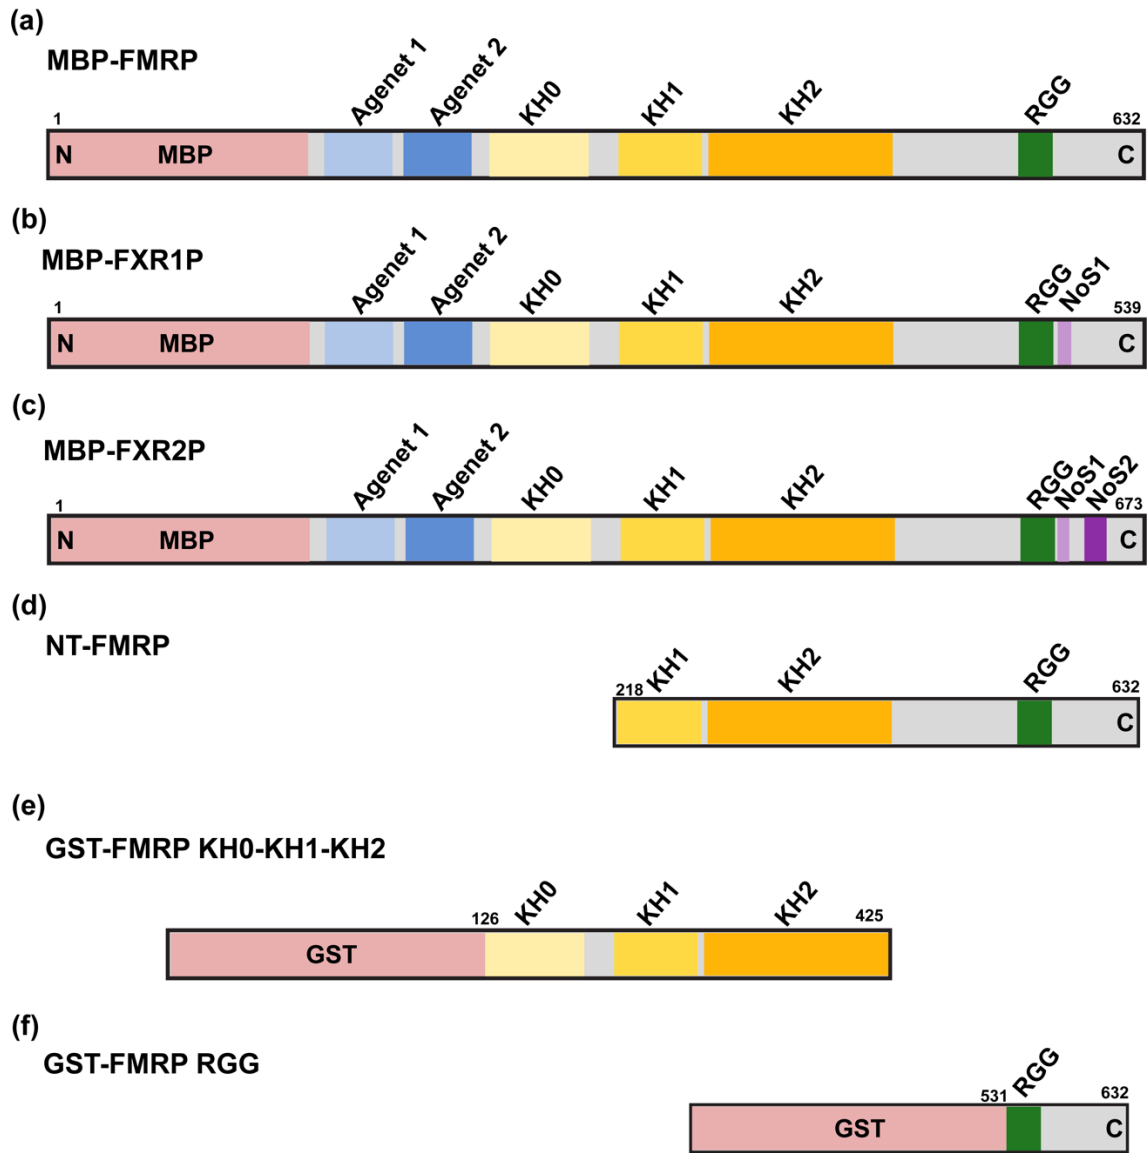 (a)
MBP-FMRP
Agenet 1 Agenet 2 KH0 KH1 KH2 RGG
1 632
N MBP C
(b)
MBP-FXR1P
Agenet 1 Agenet 2 KH0 KH1 KH2 RGG NoS1
1 539
N MBP C
(c)
MBP-FXR2P
Agenet 1 Agenet 2 KH0 KH1 KH2 RGG NoS1 NoS2
1 673
N MBP C
(d)
NT-FMRP
KH1 KH2 RGG
218 632
C
(e)
GST-FMRP KH0-KH1-KH2
KH0 KH1 KH2
126 425
GST
(f)
GST-FMRP RGG
RGG
531 632
GST C